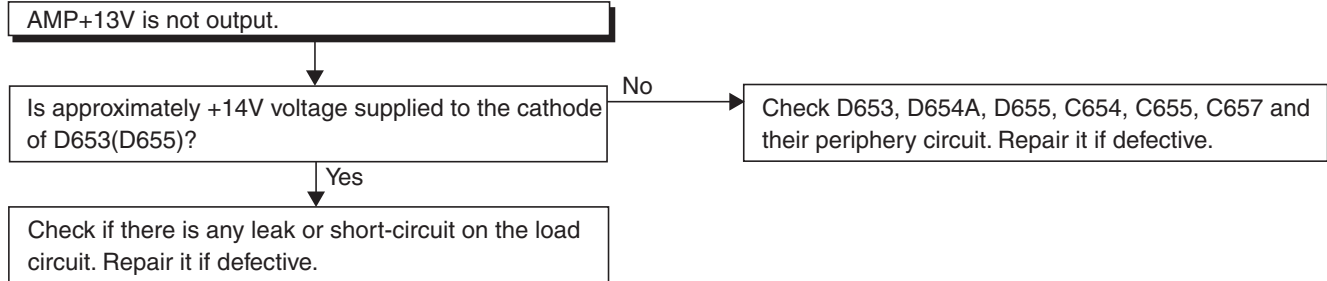 AMP+13V is not output.
Is approximately +14V voltage supplied to the cathode
of D653(D655)?
No
Check D653, D654A, D655, C654, C655, C657 and
their periphery circuit. Repair it if defective.
Yes
Check if there is any leak or short-circuit on the load
circuit. Repair it if defective.